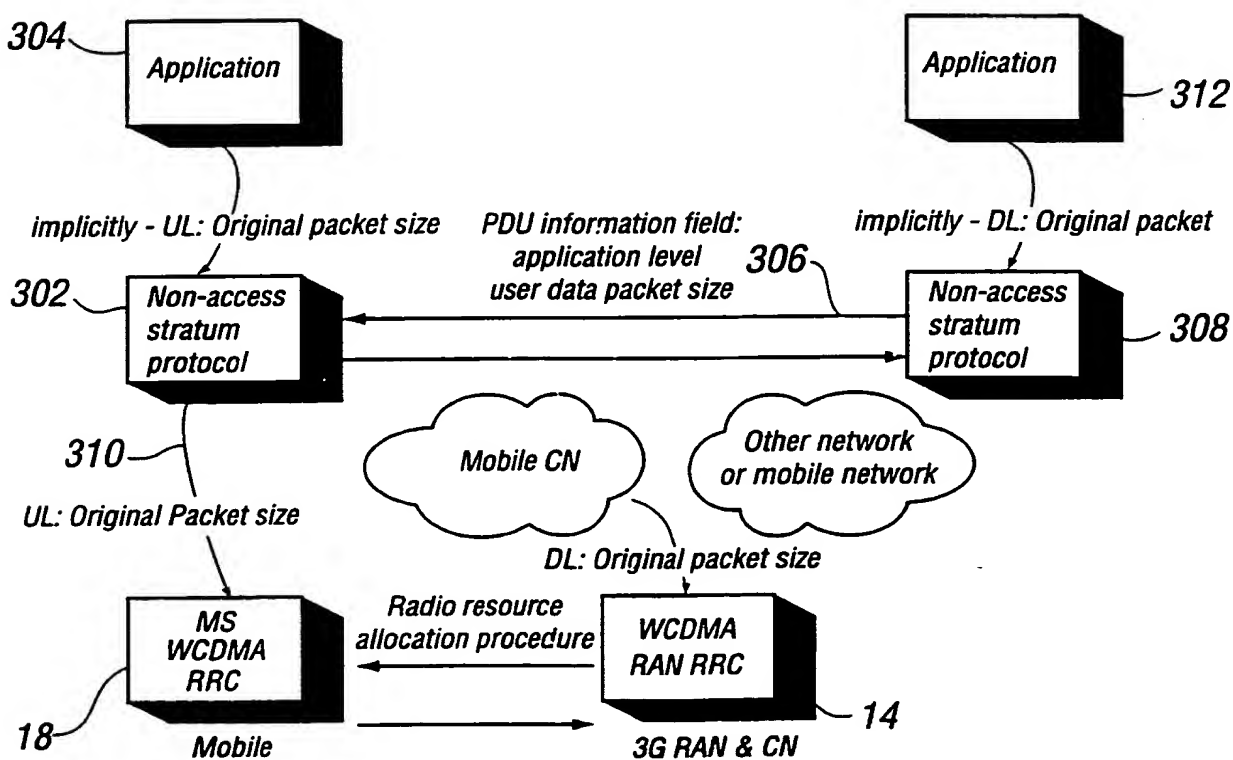 304
Application
Application
312
implicitly - UL: Original packet size
PDU information field:
application level
user data packet size
implicitly - DL: Original packet
306
302
Non-access
stratum
protocol
Non-access
stratum
protocol
308
310
Mobile CN
Other network
or mobile network
UL: Original Packet size
DL: Original packet size
MS
WCDMA
RRC
Radio resource
allocation procedure
WCDMA
RAN RRC
18
Mobile
14
3G RAN & CN